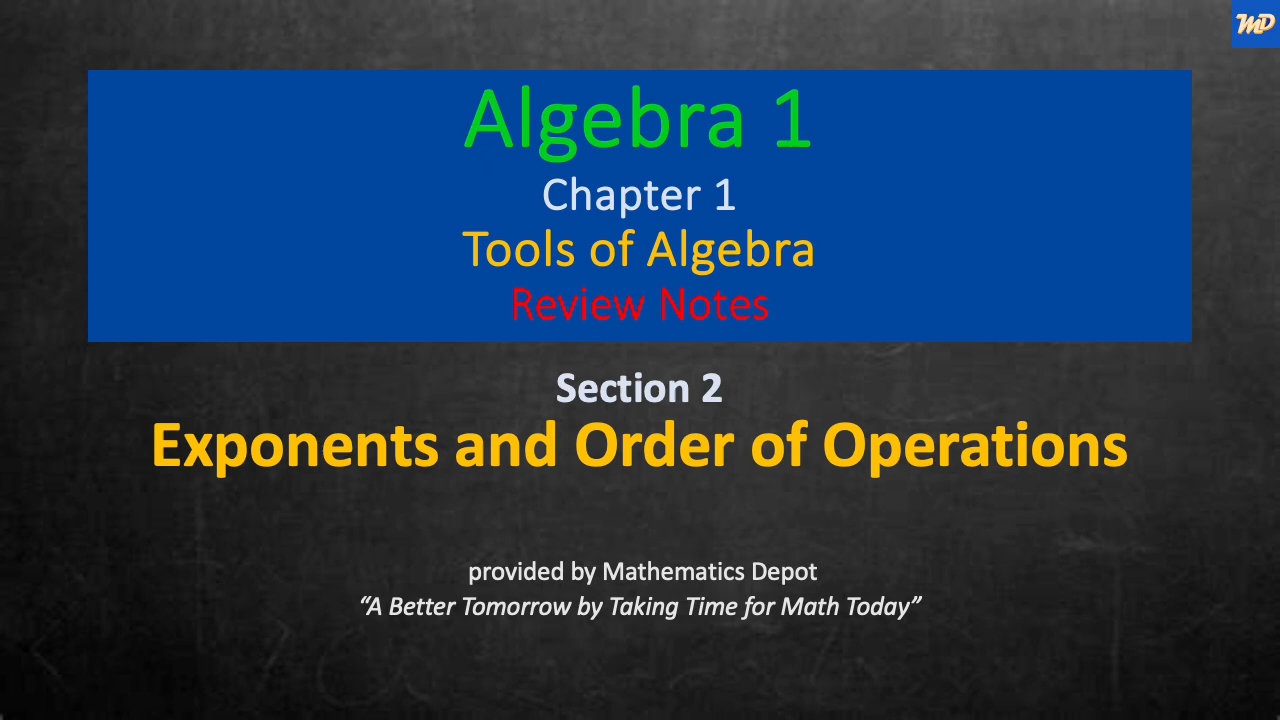 MD
Algebra 1
Chapter 1
Tools of Algebra
Review Notes
Section 2
Exponents and Order of Operations
provided by Mathematics Depot
“A Better Tomorrow by Taking Time for Math Today”